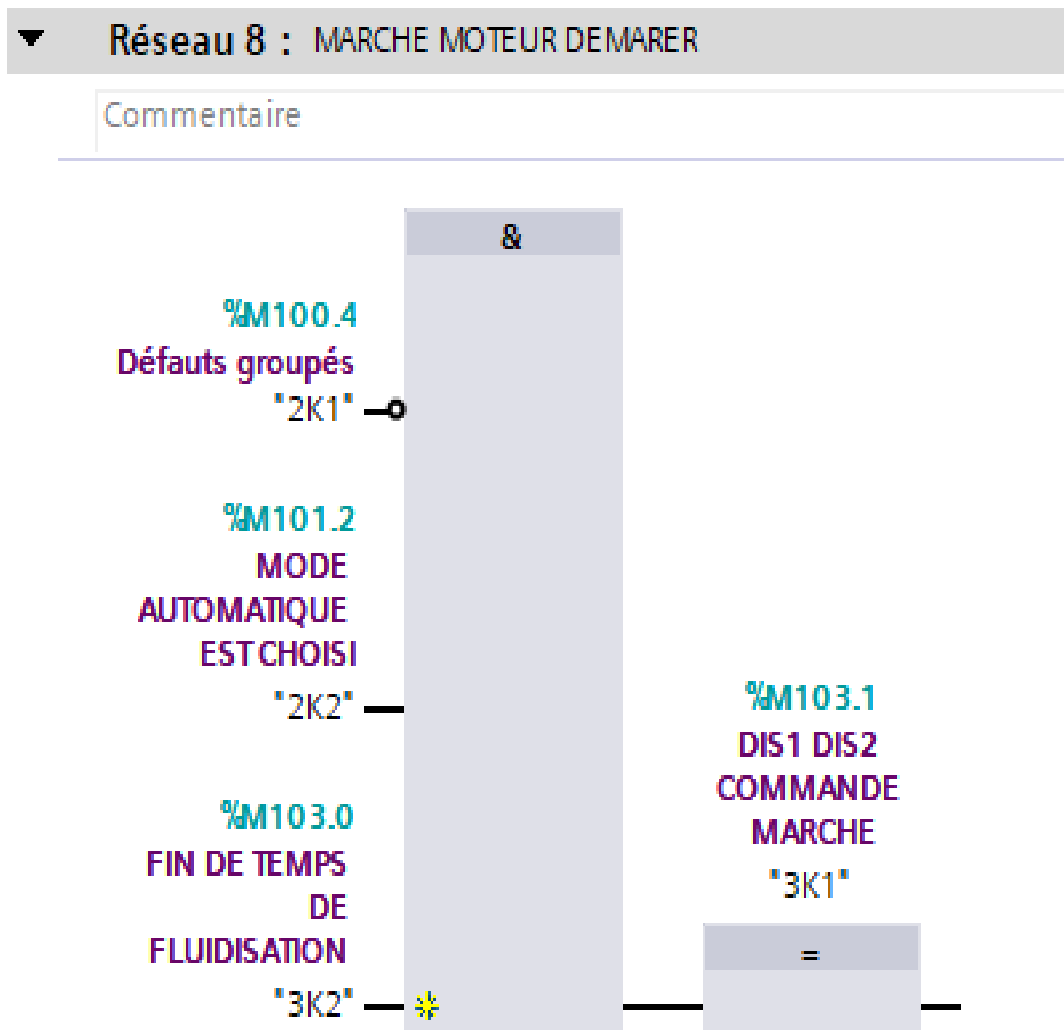 Réseau 8 : MARCHE MOTEUR DEMARER
Commentaire
&
%M100.4
Défauts groupés
"2K1"
%M101.2
MODE
AUTOMATIQUE
EST CHOISI
"2K2"
%M103.0
FIN DE TEMPS
DE
FLUIDISATION
"3K2"
%M103.1
DIS1 DIS2
COMMANDE
MARCHE
"3K1"
=